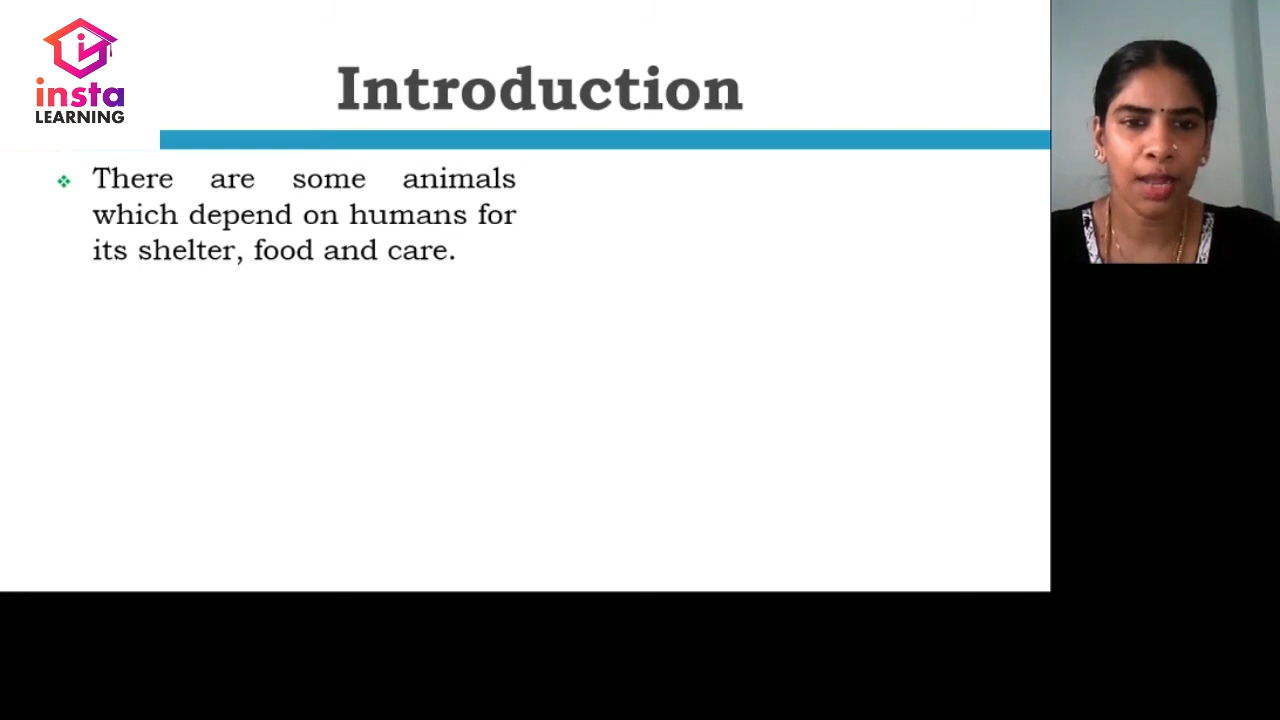 insta
LEARNING
Introduction
There are some animals
which depend on humans for
its shelter, food and care.